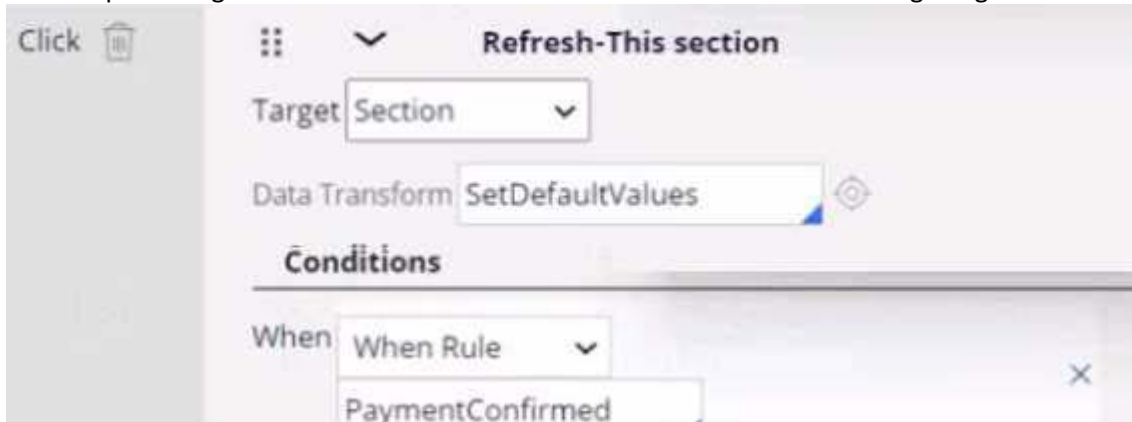 Click
Refresh-This section
Target Section
Data Transform SetDefaultValues
Conditions
When When Rule
PaymentConfirmed